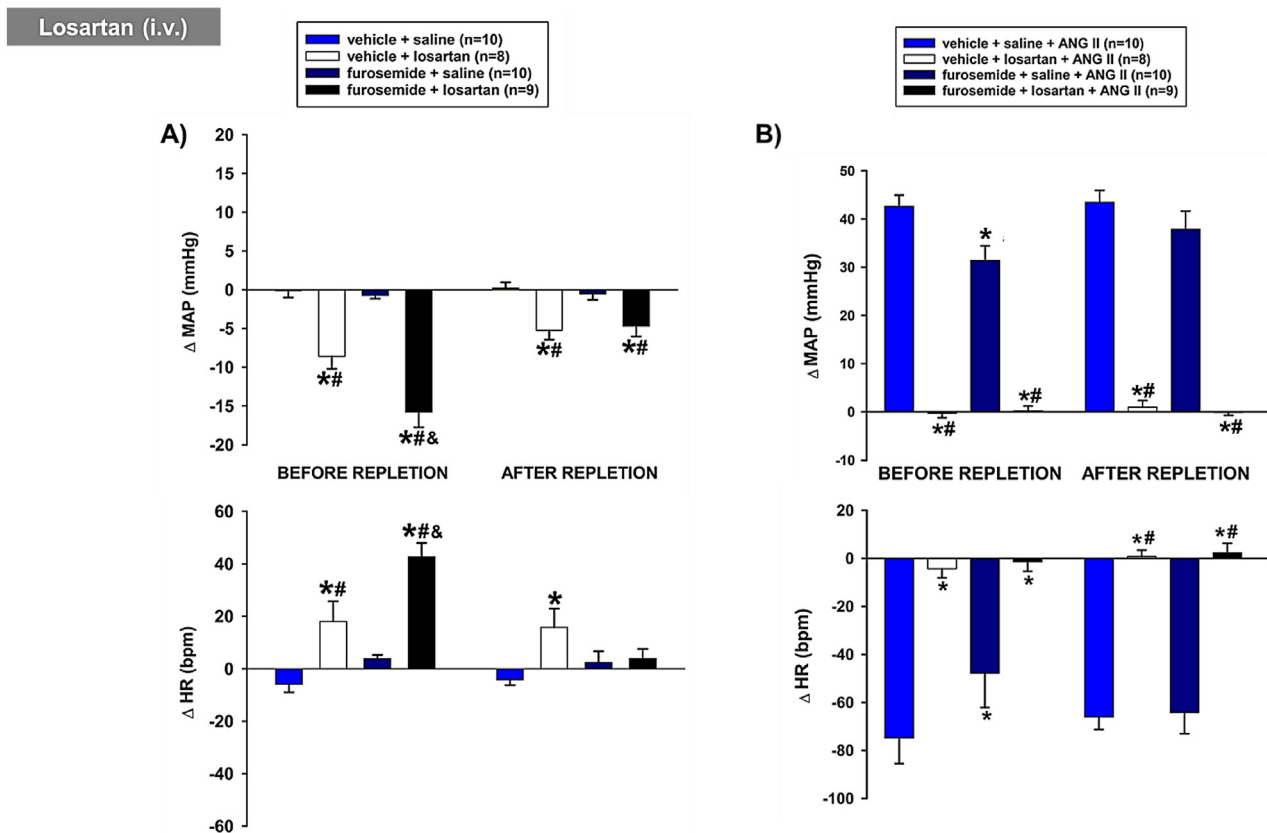 Losartan (i.v.)
vehicle + saline (n=10)
vehicle + losartan (n=8)
furosemide + saline (n=10)
furosemide + losartan (n=9)
vehicle + saline + ANG II (n=10)
vehicle + losartan + ANG II (n=8)
furosemide + saline + ANG II (n=10)
furosemide + losartan + ANG II (n=9)
A)
20
15
10
5
0
-5
-10
-15
-20
Δ MAP (mmHg)
*#
*#&
*#
*#
BEFORE REPLETION
AFTER REPLETION
60
40
20
0
-20
-40
-60
Δ HR (bpm)
*#
*#&
*
B)
50
40
30
20
10
0
-10
Δ MAP (mmHg)
*#
*
*#
*#
*#
BEFORE REPLETION
AFTER REPLETION
20
0
-20
-40
-60
-80
-100
Δ HR (bpm)
*
*
*
*#
*#